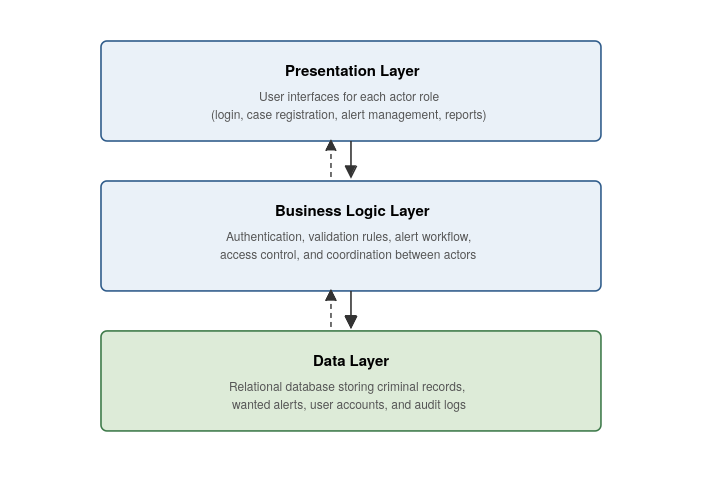 Presentation Layer
User interfaces for each actor role
(login, case registration, alert management, reports)
Business Logic Layer
Authentication, validation rules, alert workflow,
access control, and coordination between actors
Data Layer
Relational database storing criminal records,
wanted alerts, user accounts, and audit logs